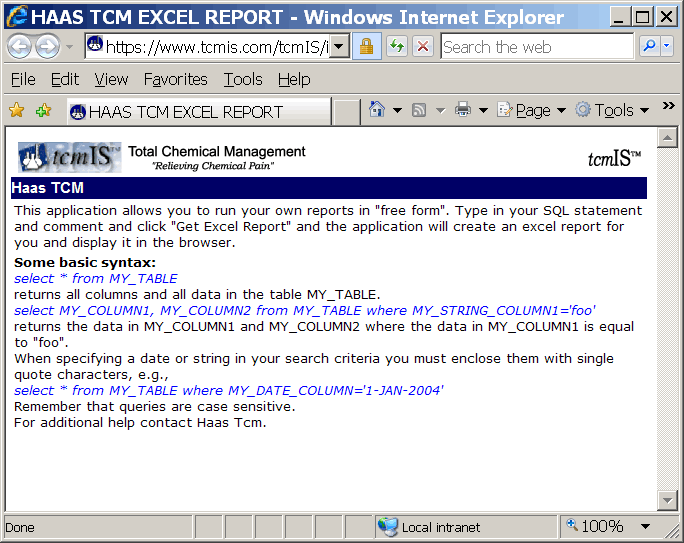 HAAS TCM EXCEL REPORT - Windows Internet Explorer
https://www.tcmis.com/tcmIS/i
Search the web
File Edit View Favorites Tools Help
HAAS TCM EXCEL REPORT
Page Tools »
tcmIS™ Total Chemical Management
"Relieving Chemical Pain"
tcmIS™
Haas TCM
This application allows you to run your own reports in "free form". Type in your SQL statement
and comment and click "Get Excel Report" and the application will create an excel report for
you and display it in the browser.
Some basic syntax:
select * from MY_TABLE
returns all columns and all data in the table MY_TABLE.
select MY_COLUMN1, MY_COLUMN2 from MY_TABLE where MY_STRING_COLUMN1='foo'
returns the data in MY_COLUMN1 and MY_COLUMN2 where the data in MY_COLUMN1 is equal
to "foo".
When specifying a date or string in your search criteria you must enclose them with single
quote characters, e.g.,
select * from MY_TABLE where MY_DATE_COLUMN='1-JAN-2004'
Remember that queries are case sensitive.
For additional help contact Haas Tcm.
Done
Local intranet
100%